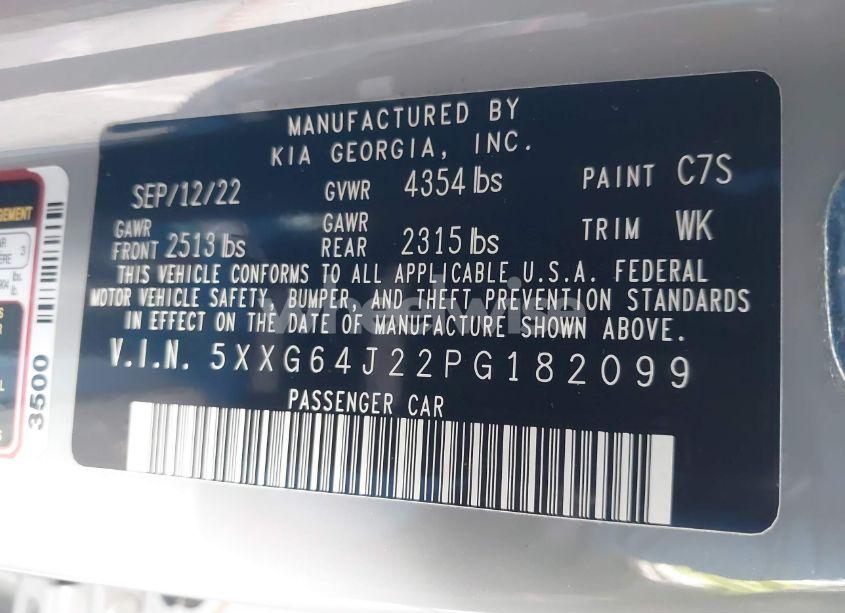 MANUFACTURED BY
KIA GEORGIA, INC.
SEP/12/22 GVWR 4354 lbs PAINT C7S
GAWR FRONT 2513 lbs GAWR REAR 2315 lbs TRIM WK
THIS VEHICLE CONFORMS TO ALL APPLICABLE U.S.A. FEDERAL
MOTOR VEHICLE SAFETY, BUMPER, AND THEFT PREVENTION STANDARDS
IN EFFECT ON THE DATE OF MANUFACTURE SHOWN ABOVE.
V.I.N. 5XXG64J22PG182099
PASSENGER CAR
3500
wheelwise